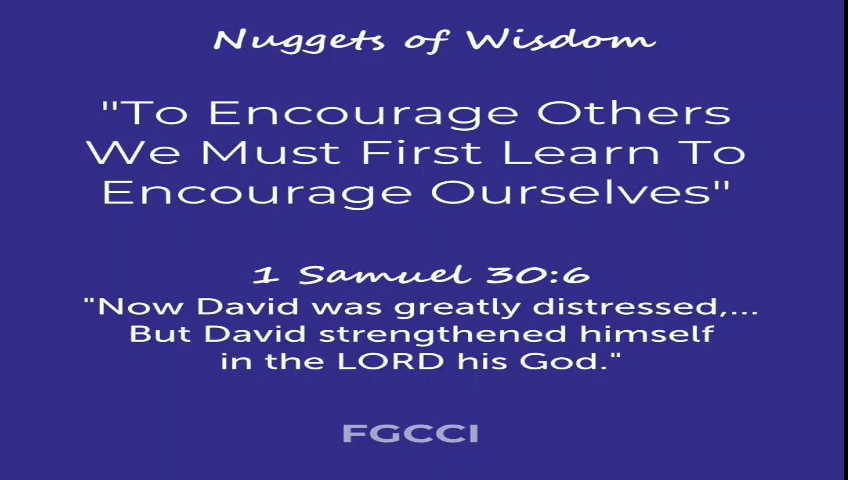 Nuggets of Wisdom
"To Encourage Others
We Must First Learn To
Encourage Ourselves"
1 Samuel 30:6
"Now David was greatly distressed,...
But David strengthened himself
in the LORD his God."
FGCCI